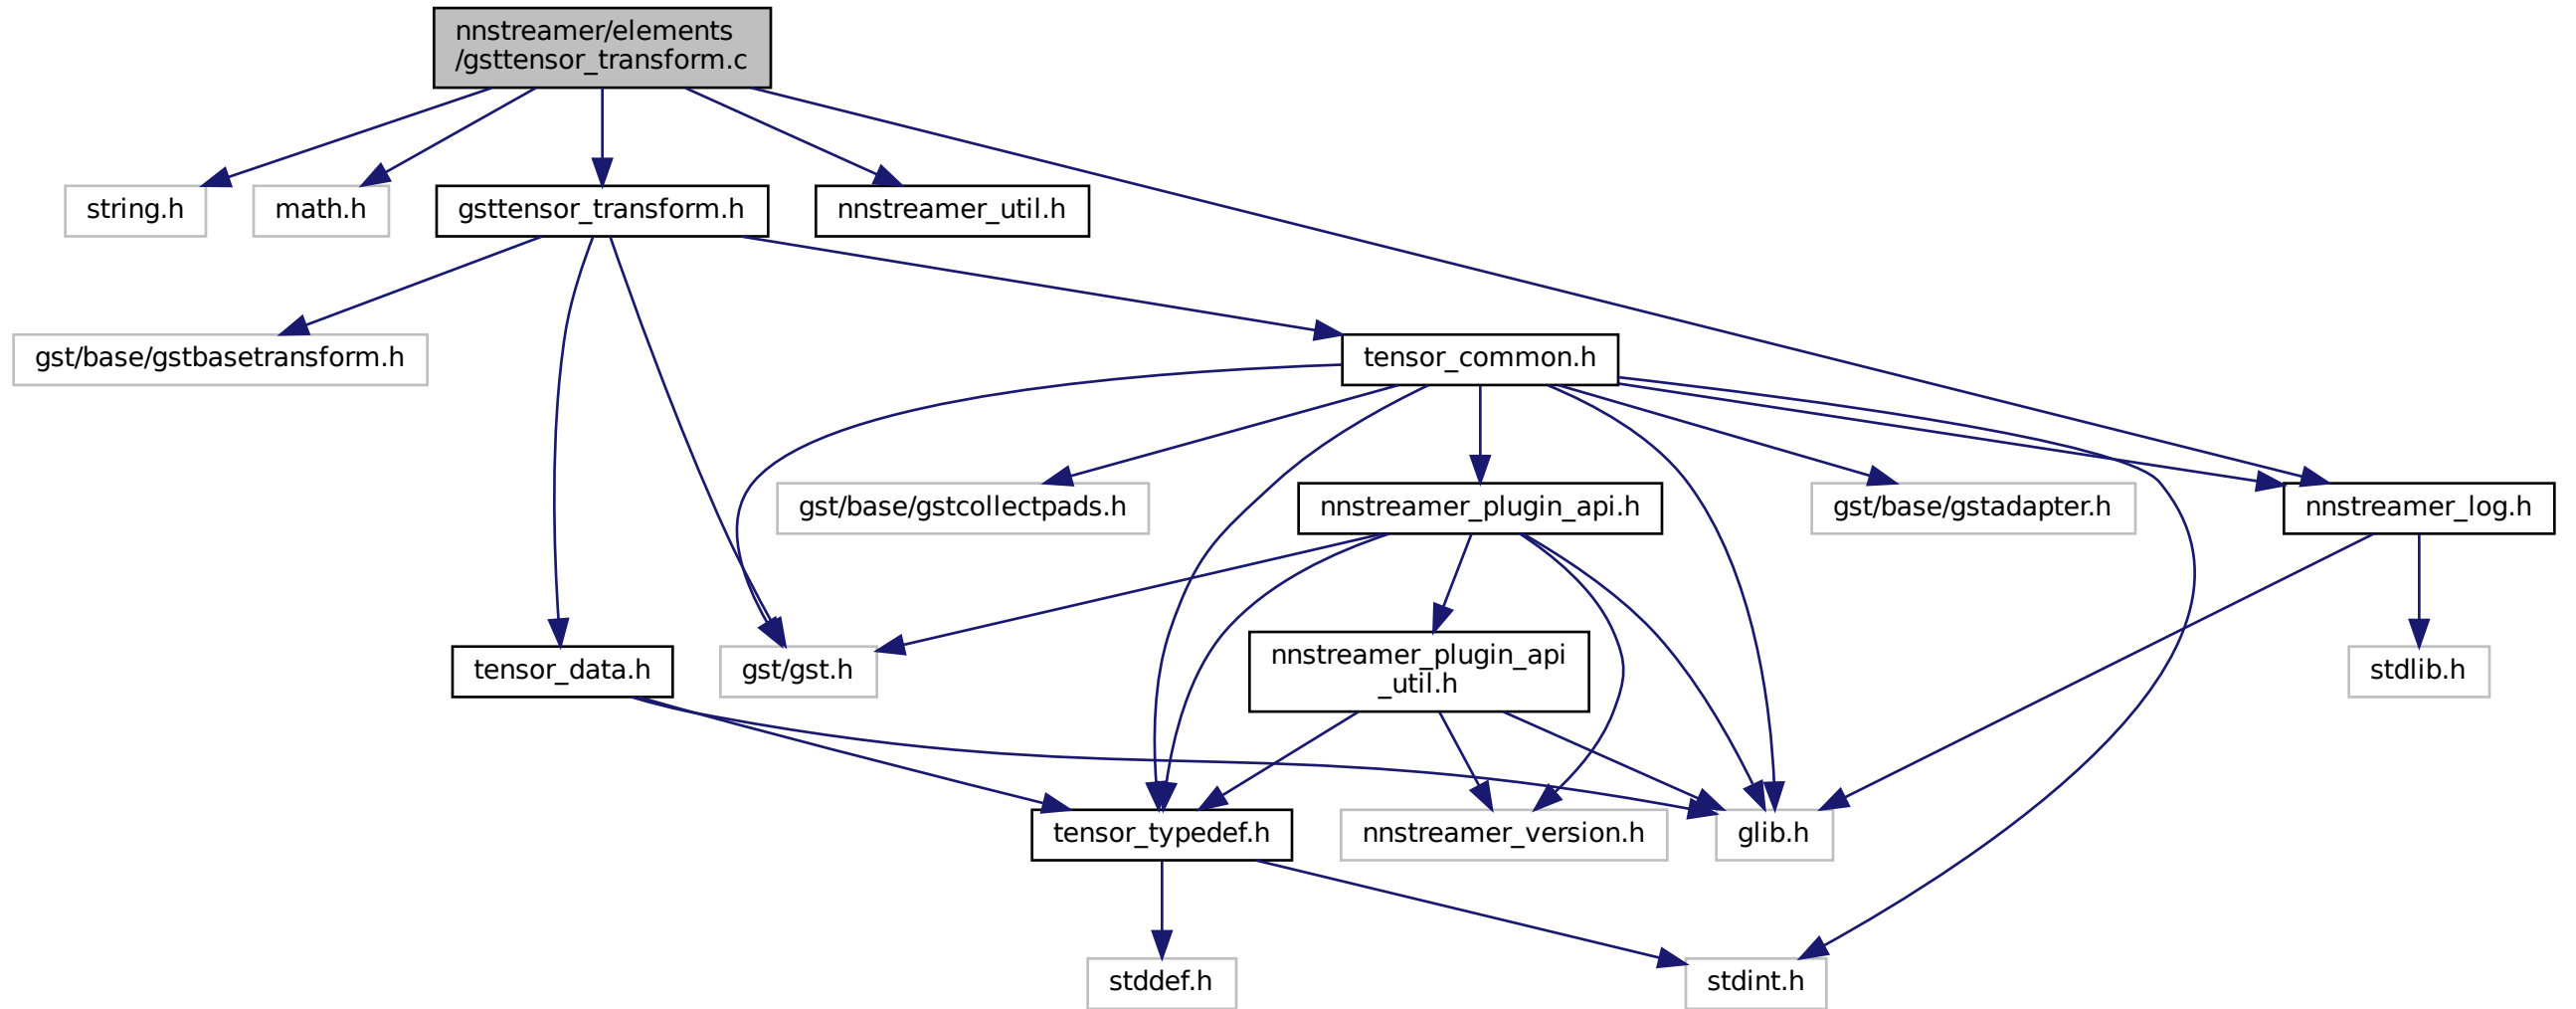 nnstreamer/elements
/gsttensor_transform.c
string.h
math.h
gsttensor_transform.h
nnstreamer_util.h
gst/base/gstbasetransform.h
tensor_common.h
gst/base/gstcollectpads.h
nnstreamer_plugin_api.h
gst/base/gstadapter.h
nnstreamer_log.h
tensor_data.h
gst/gst.h
nnstreamer_plugin_api
_util.h
stdlib.h
tensor_typedef.h
nnstreamer_version.h
glib.h
stddef.h
stdint.h